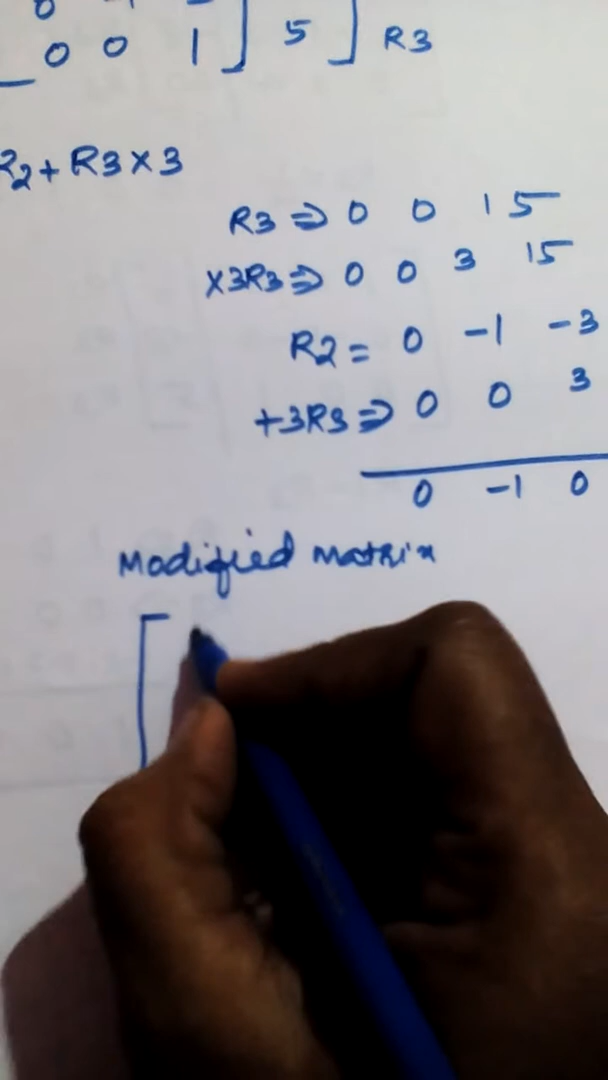 0 0 1 ] 5 ] R3
R2 + R3 × 3
R3 ⇒ 0 0 1 5
×3R3 ⇒ 0 0 3 15
R2 = 0 -1 -3
+3R3 ⇒ 0 0 3
0 -1 0
Modified matrix
[